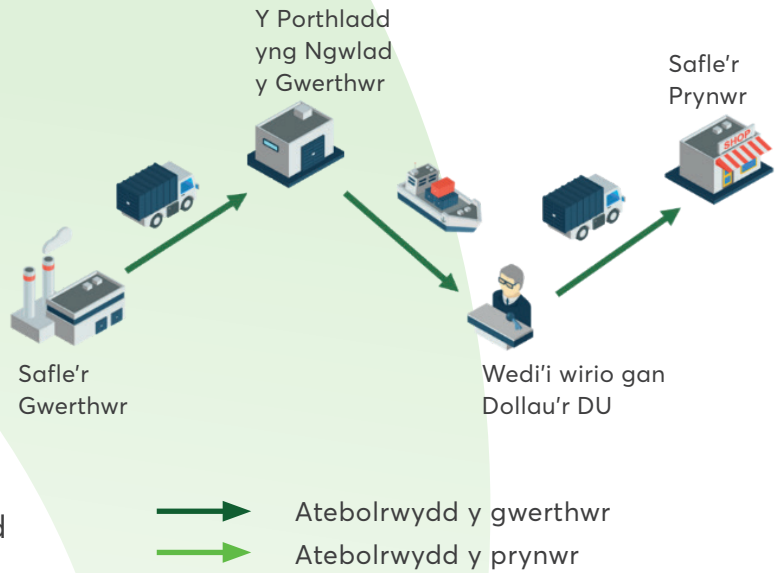 Y Porthladd
yng Ngwlad
y Gwerthwr
Safle'r
Prynwr
SHOP
Safle'r
Gwerthwr
Wedi'i wirio gan
Dollau'r DU
Atebolrwydd y gwerthwr
Atebolrwydd y prynwr